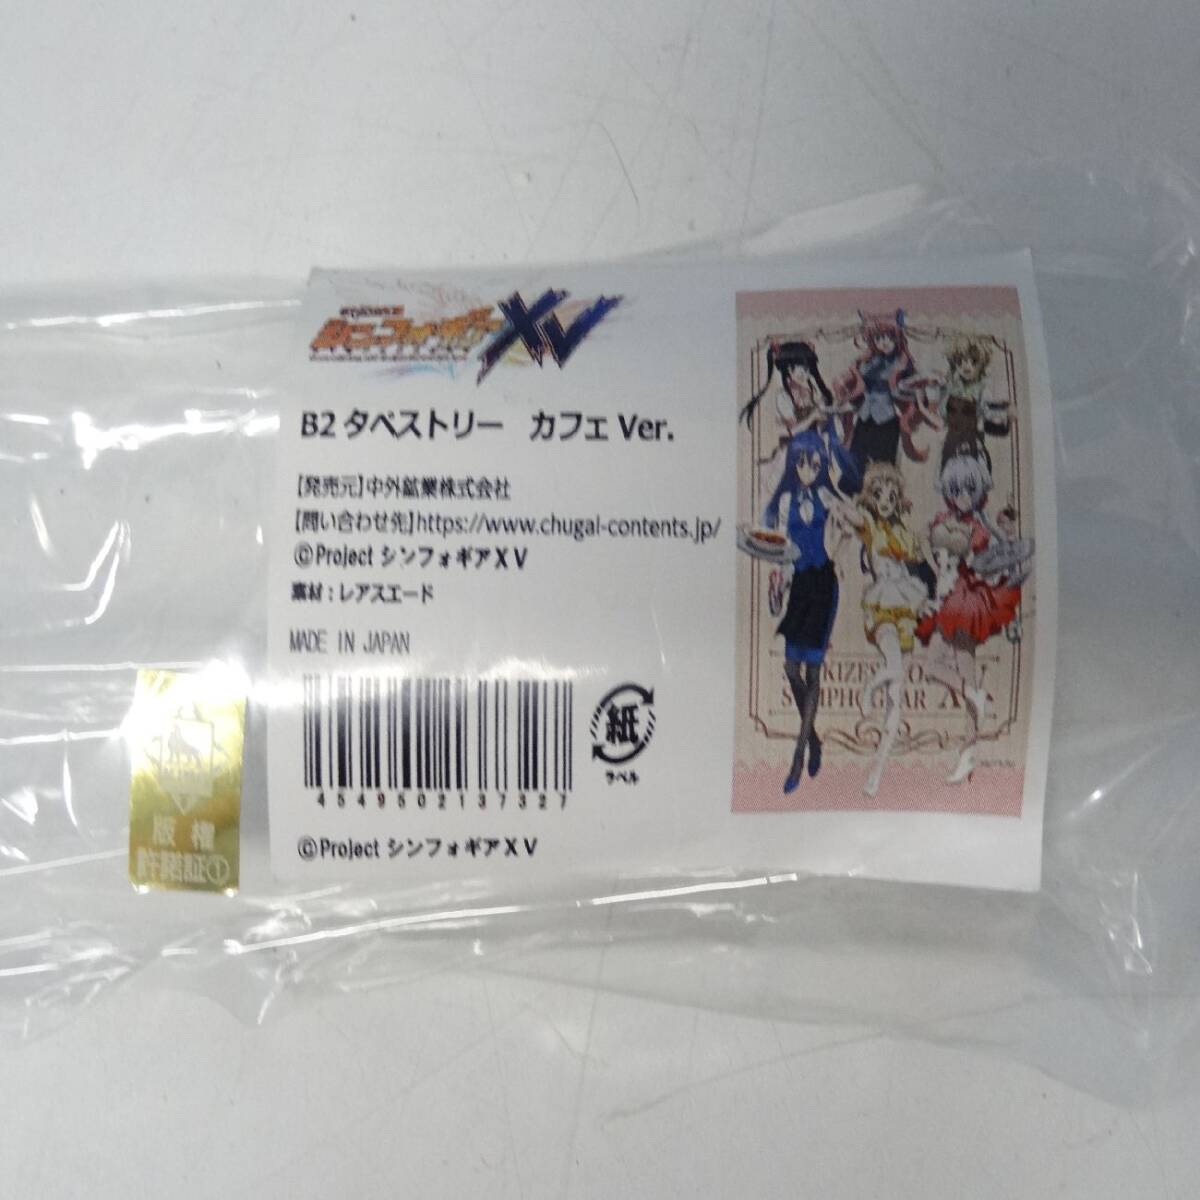 シンフォギアXV
B2 タペストリー カフェ Ver.
【発売元】中外鉱業株式会社
【問い合わせ先】https://www.chugai-contents.jp/
©Project シンフォギアＸＶ
素材：レアスエード
MADE IN JAPAN
紙
ラベル
4549502137327
©Project シンフォギアＸＶ
版権
許諾証①